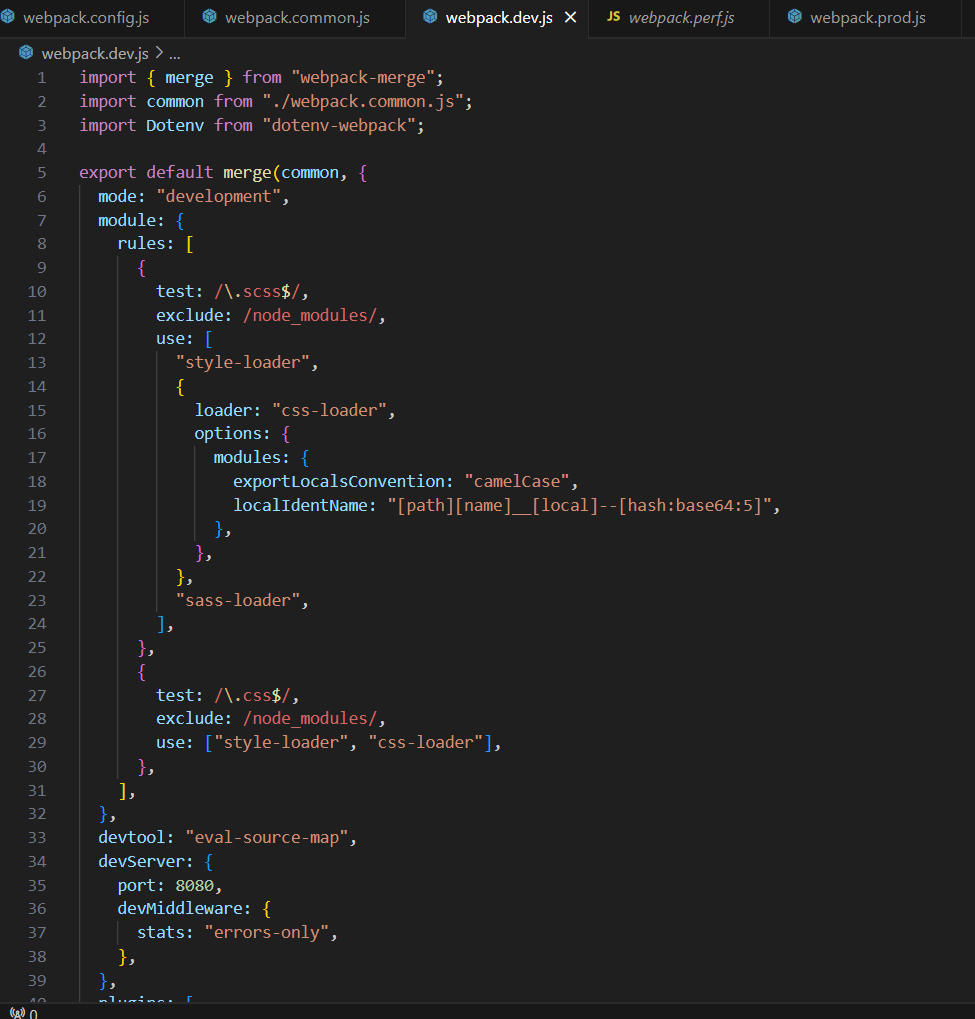 webpack.config.js webpack.common.js webpack.dev.js JS webpack.perf.js webpack.prod.js
webpack.dev.js > ...
1 import { merge } from "webpack-merge";
2 import common from "./webpack.common.js";
3 import Dotenv from "dotenv-webpack";
4
5 export default merge(common, {
6   mode: "development",
7   module: {
8     rules: [
9       {
10         test: /\.scss$/,
11         exclude: /node_modules/,
12         use: [
13           "style-loader",
14           {
15             loader: "css-loader",
16             options: {
17               modules: {
18                 exportLocalsConvention: "camelCase",
19                 localIdentName: "[path][name]__[local]--[hash:base64:5]",
20               },
21             },
22           },
23           "sass-loader",
24         ],
25       },
26       {
27         test: /\.css$/,
28         exclude: /node_modules/,
29         use: ["style-loader", "css-loader"],
30       },
31     ],
32   },
33   devtool: "eval-source-map",
34   devServer: {
35     port: 8080,
36     devMiddleware: {
37       stats: "errors-only",
38     },
39   },
40   plugins: [
0